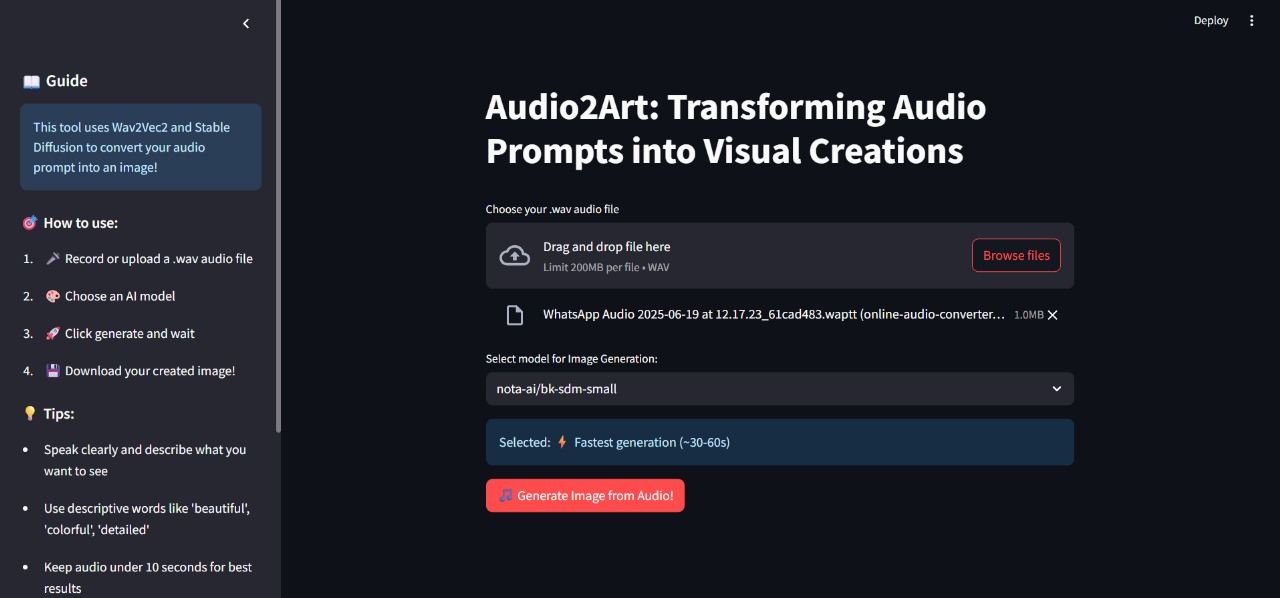 Deploy
📖 Guide
This tool uses Wav2Vec2 and Stable
Diffusion to convert your audio
prompt into an image!
🎯 How to use:
1. 🎤 Record or upload a .wav audio file
2. 🎨 Choose an AI model
3. 🚀 Click generate and wait
4. 💾 Download your created image!
💡 Tips:
• Speak clearly and describe what you
want to see
• Use descriptive words like 'beautiful',
'colorful', 'detailed'
• Keep audio under 10 seconds for best
results
Audio2Art: Transforming Audio
Prompts into Visual Creations
Choose your .wav audio file
Drag and drop file here
Limit 200MB per file • WAV
Browse files
WhatsApp Audio 2025-06-19 at 12.17.23_61cad483.waptt (online-audio-converter... 1.0MB
Select model for Image Generation:
nota-ai/bk-sdm-small
Selected: ⚡ Fastest generation (~30-60s)
🎵 Generate Image from Audio!